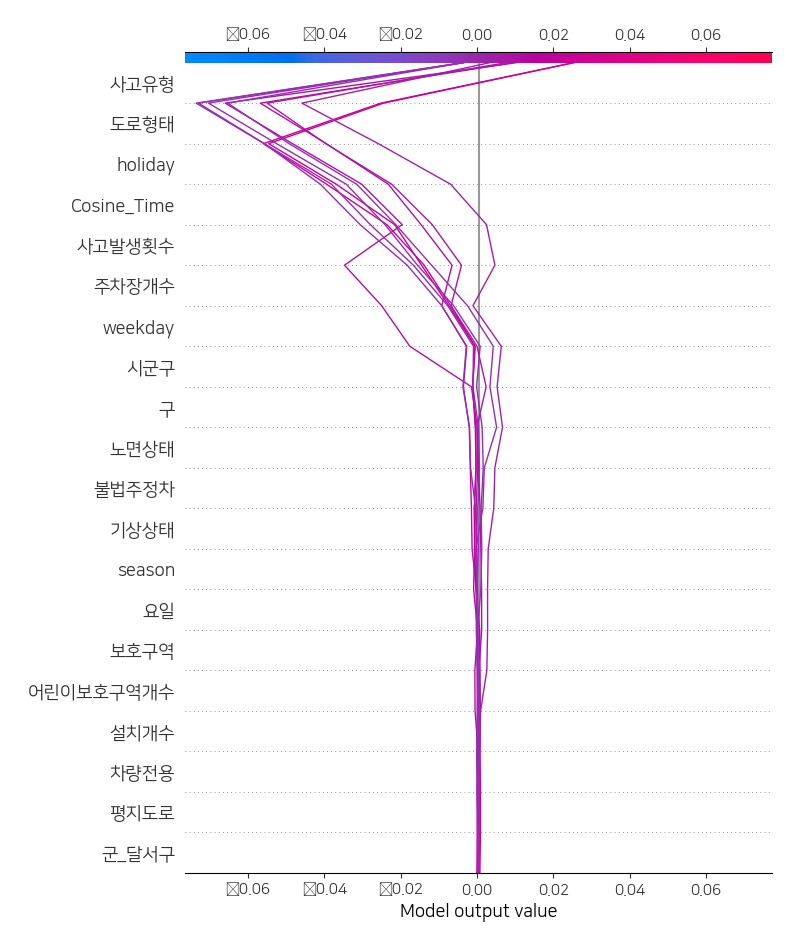 ☒0.06 ☒0.04 ☒0.02 0.00 0.02 0.04 0.06
사고유형
도로형태
holiday
Cosine_Time
사고발생횟수
주차장개수
weekday
시군구
구
노면상태
불법주정차
기상상태
season
요일
보호구역
어린이보호구역개수
설치개수
차량전용
평지도로
군_달서구
☒0.06 ☒0.04 ☒0.02 0.00 0.02 0.04 0.06
Model output value